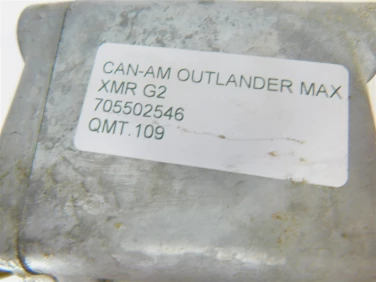 CAN-AM OUTLANDER MAX
XMR G2
705502546
QMT.109